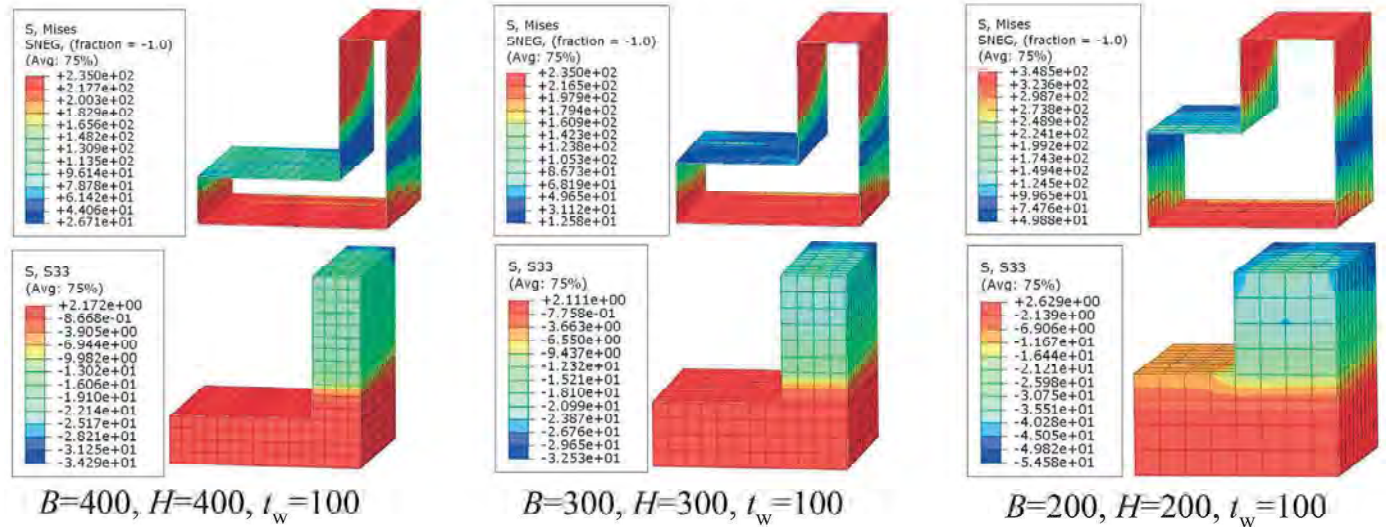 S, Mises
SNEG, (fraction = -1.0)
(Avg: 75%)
+2.350e+02
+2.177e+02
+2.003e+02
+1.829e+02
+1.656e+02
+1.482e+02
+1.309e+02
+1.135e+02
+9.614e+01
+7.878e+01
+6.142e+01
+4.406e+01
+2.671e+01
S, Mises
SNEG, (fraction = -1.0)
(Avg: 75%)
+2.350e+02
+2.165e+02
+1.979e+02
+1.794e+02
+1.609e+02
+1.423e+02
+1.238e+02
+1.053e+02
+8.673e+01
+6.819e+01
+4.965e+01
+3.112e+01
+1.258e+01
S, Mises
SNEG, (fraction = -1.0)
(Avg: 75%)
+3.485e+02
+3.236e+02
+2.987e+02
+2.738e+02
+2.489e+02
+2.241e+02
+1.992e+02
+1.743e+02
+1.494e+02
+1.245e+02
+9.965e+01
+7.476e+01
+4.988e+01
S, S33
(Avg: 75%)
+2.172e+00
-8.668e-01
-3.905e+00
-6.944e+00
-9.982e+00
-1.302e+01
-1.606e+01
-1.910e+01
-2.214e+01
-2.517e+01
-2.821e+01
-3.125e+01
-3.429e+01
S, S33
(Avg: 75%)
+2.111e+00
-7.758e-01
-3.663e+00
-6.550e+00
-9.437e+00
-1.232e+01
-1.521e+01
-1.810e+01
-2.099e+01
-2.387e+01
-2.676e+01
-2.965e+01
-3.253e+01
S, S33
(Avg: 75%)
+2.629e+00
-2.139e+00
-6.906e+00
-1.167e+01
-1.644e+01
-2.121e+01
-2.598e+01
-3.075e+01
-3.551e+01
-4.028e+01
-4.505e+01
-4.982e+01
-5.458e+01
B=400, H=400, tw=100
B=300, H=300, tw=100
B=200, H=200, tw=100